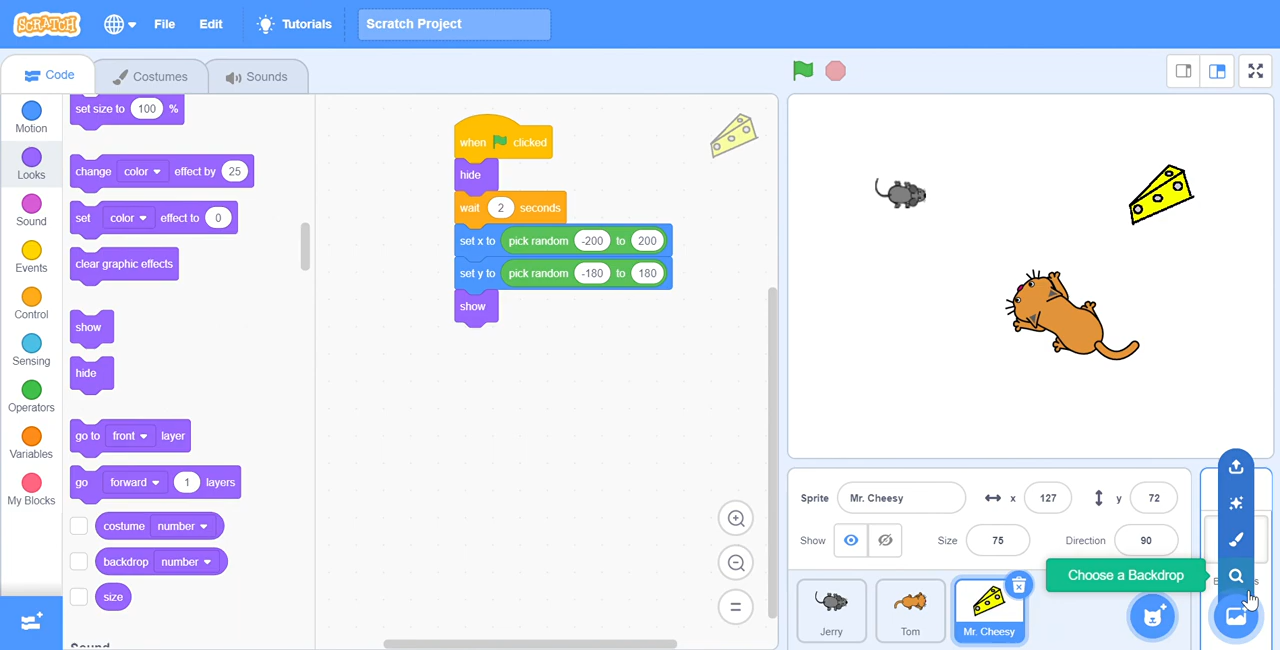 SCRATCH File Edit Tutorials Scratch Project
Code Costumes Sounds
Motion
Looks
Sound
Events
Control
Sensing
Operators
Variables
My Blocks
set size to 100 %
change color effect by 25
set color effect to 0
clear graphic effects
show
hide
go to front layer
go forward 1 layers
costume number
backdrop number
size
Sound
when clicked
hide
wait 2 seconds
set x to pick random -200 to 200
set y to pick random -180 to 180
show
Sprite Mr. Cheesy x 127 y 72
Show Size 75 Direction 90
Choose a Backdrop
Jerry Tom Mr. Cheesy